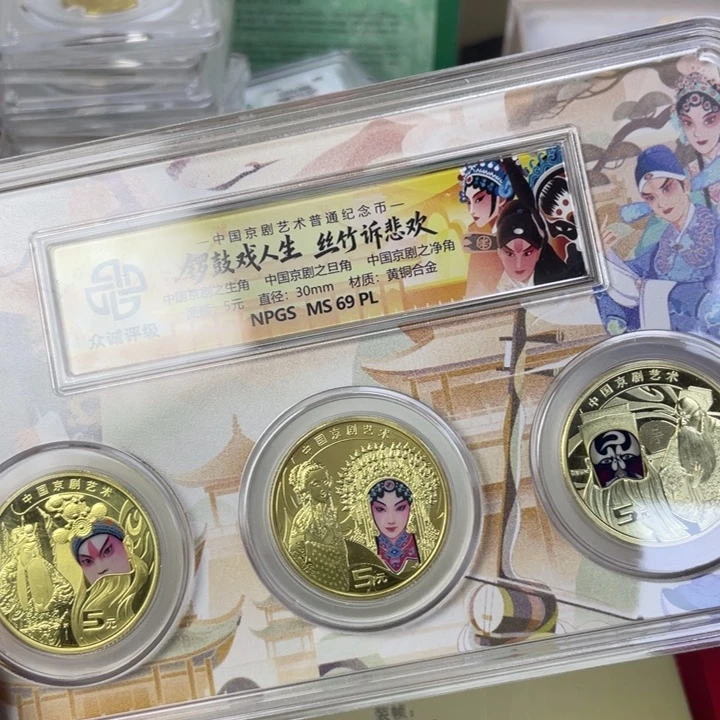 中国京剧艺术普通纪念币
锣鼓戏人生 丝竹诉悲欢
中国京剧之生角 中国京剧之旦角 中国京剧之净角
面额：5元 直径：30mm 材质：黄铜合金
NPGS MS 69 PL
众诚评级
中国京剧艺术
5元
中国京剧艺术
5元
中国京剧艺术
5
装帧：